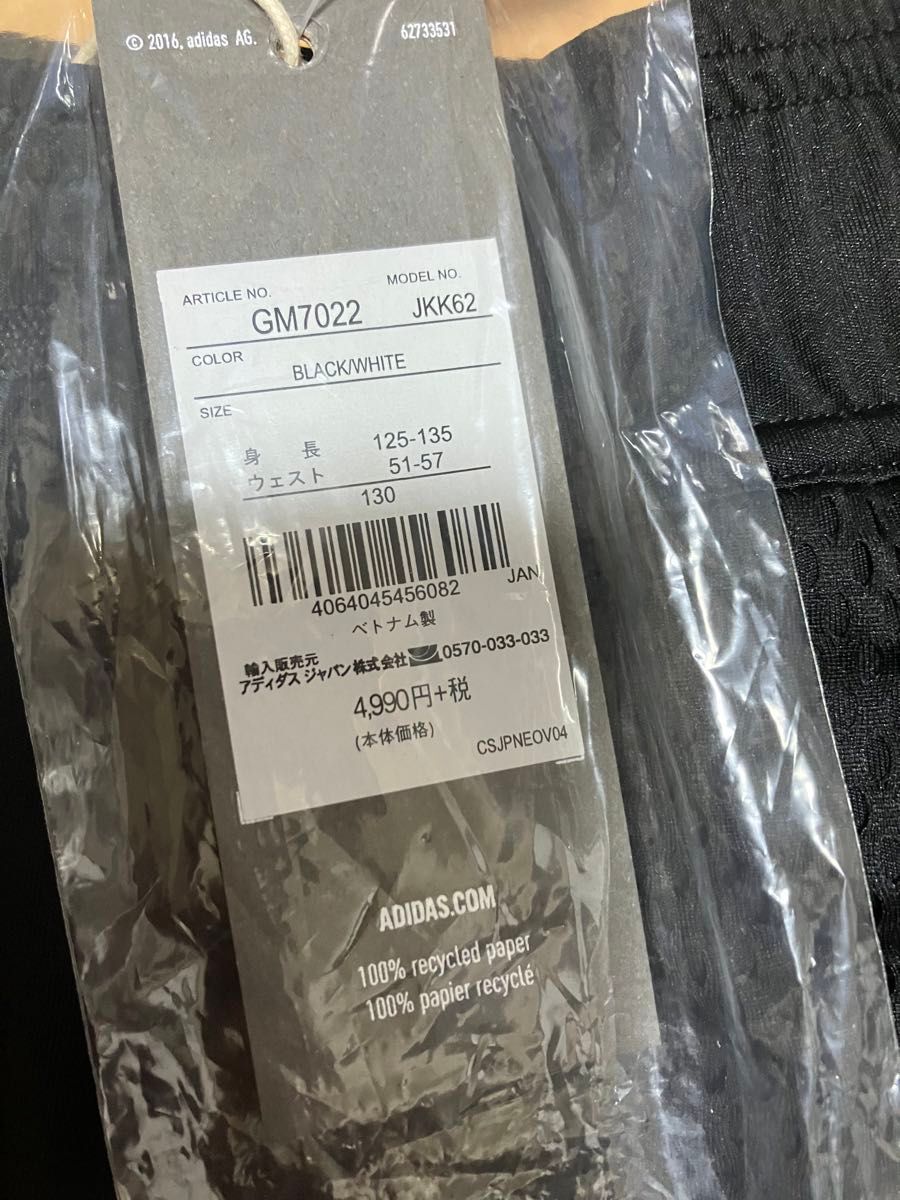 © 2016, adidas AG.
62733531
ARTICLE NO.
MODEL NO.
GM7022
JKK62
COLOR
BLACK/WHITE
SIZE
身 長 125-135
ウェスト 51-57
130
4064045456082
JAN
ベトナム製
輸入販売元
アディダス ジャパン株式会社 0570-033-033
4,990円+税
(本体価格)
CSJPNEOV04
ADIDAS.COM
100% recycled paper
100% papier recyclé